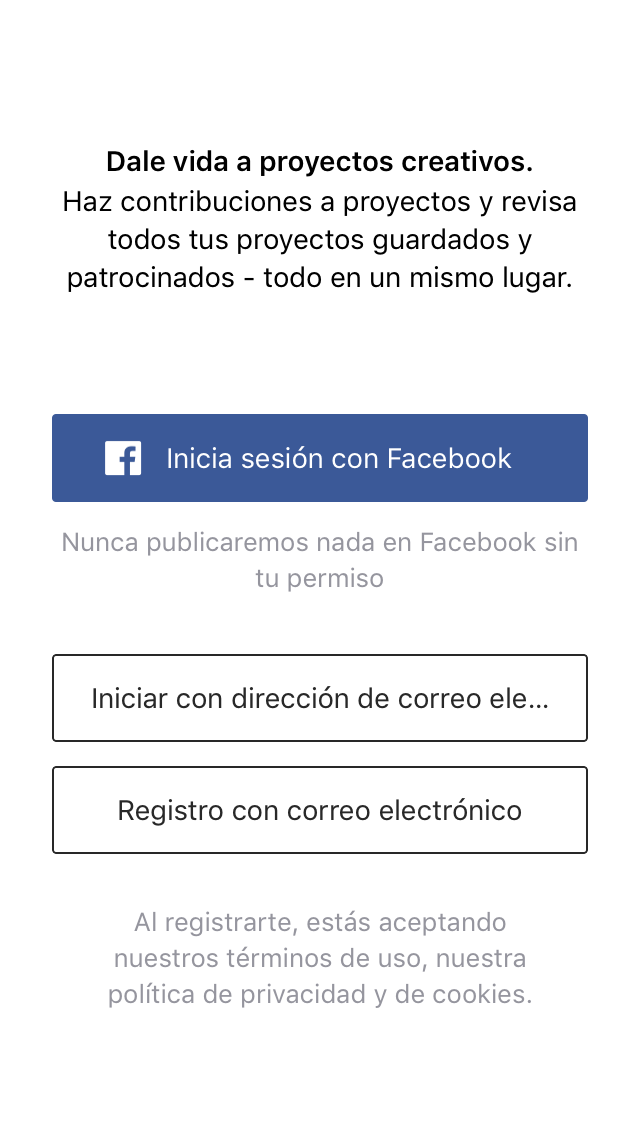 Dale vida a proyectos creativos.
Haz contribuciones a proyectos y revisa
todos tus proyectos guardados y
patrocinados - todo en un mismo lugar.
Inicia sesión con Facebook
Nunca publicaremos nada en Facebook sin
tu permiso
Iniciar con dirección de correo ele...
Registro con correo electrónico
Al registrarte, estás aceptando
nuestros términos de uso, nuestra
política de privacidad y de cookies.